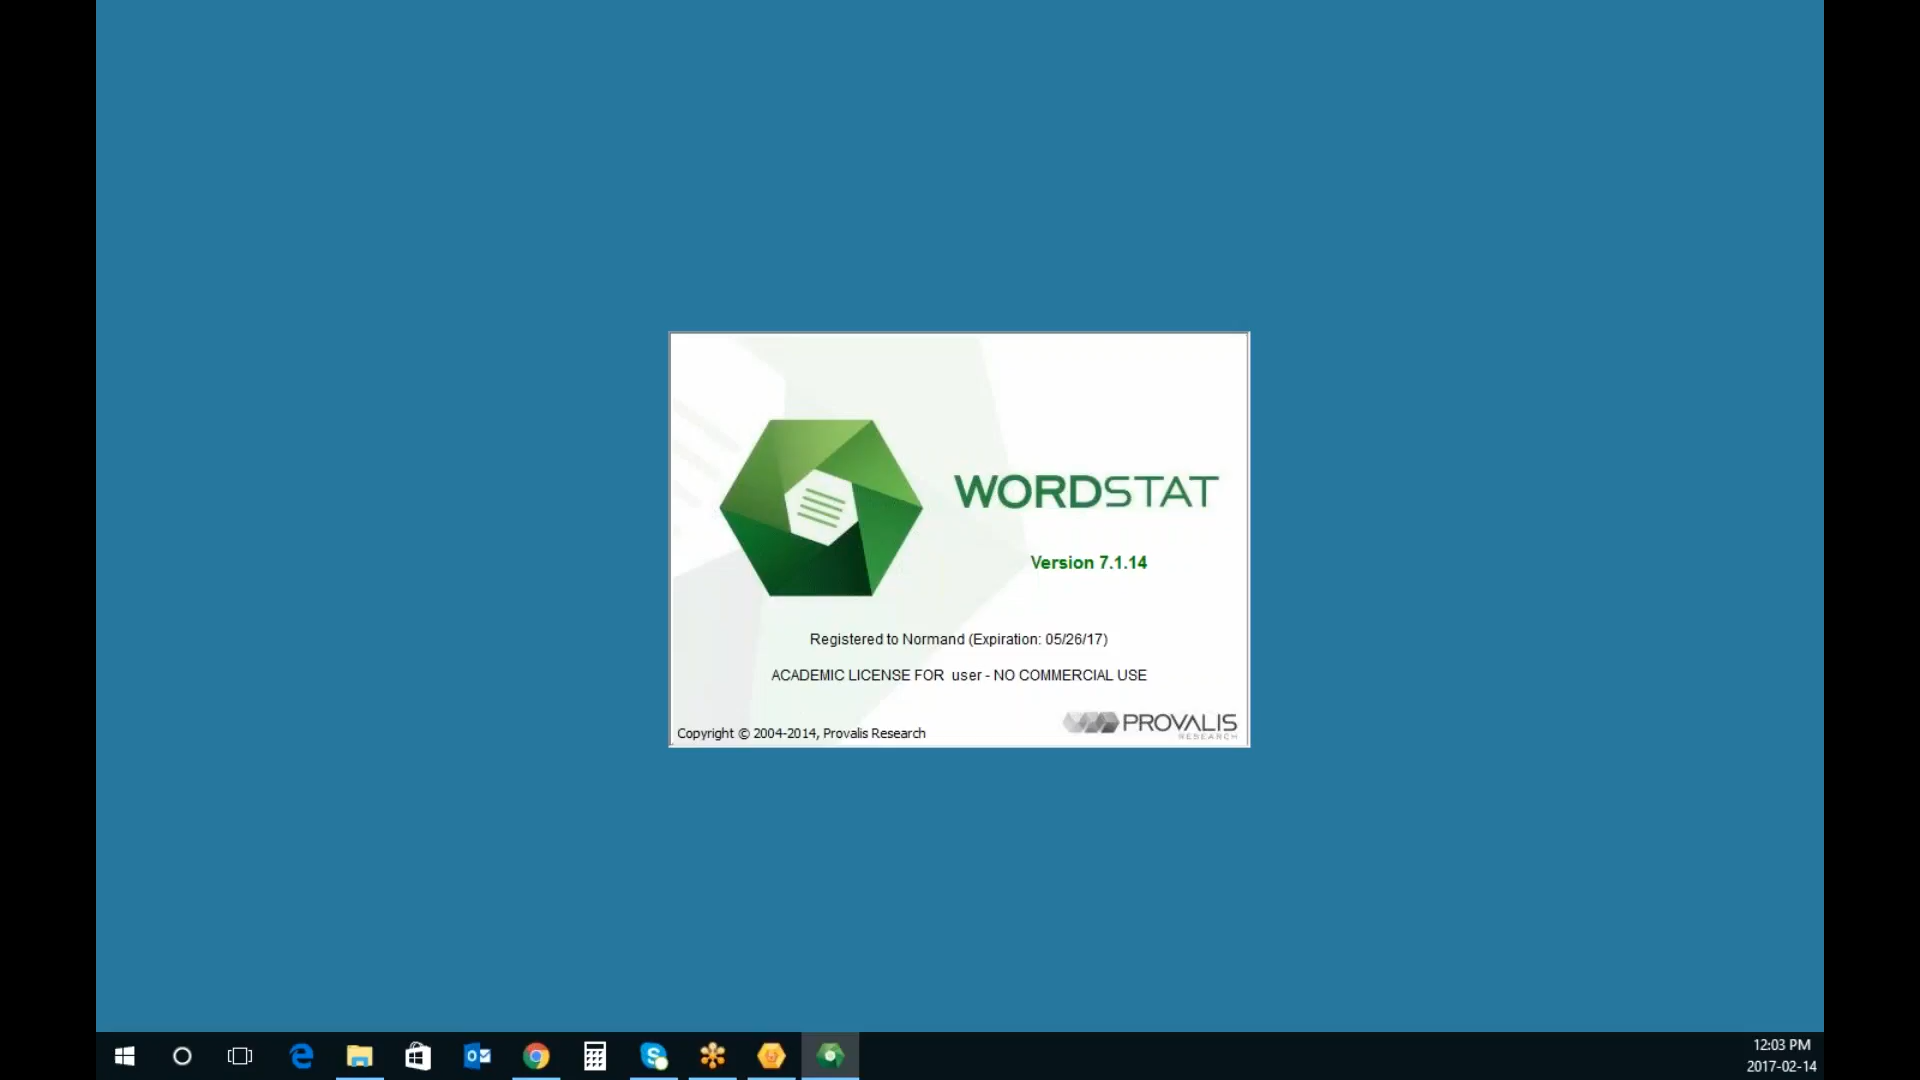 WORDSTAT
Version 7.1.14
Registered to Normand (Expiration: 05/26/17)
ACADEMIC LICENSE FOR  user - NO COMMERCIAL USE
Copyright © 2004-2014, Provalis Research
PROVALIS
RESEARCH
12:03 PM
2017-02-14